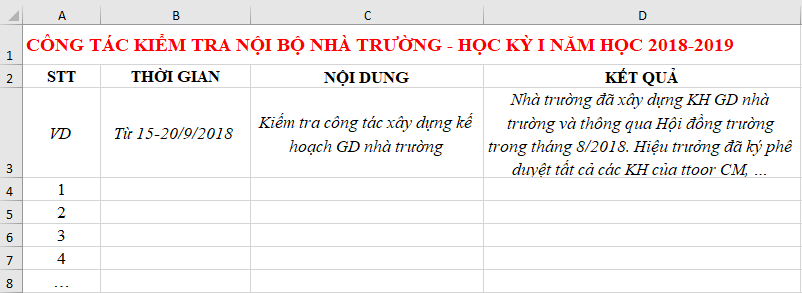 A B C D
1 CÔNG TÁC KIỂM TRA NỘI BỘ NHÀ TRƯỜNG - HỌC KỲ I NĂM HỌC 2018-2019
2 STT THỜI GIAN NỘI DUNG KẾT QUẢ
3 VD Từ 15-20/9/2018
Kiểm tra công tác xây dựng kế
hoạch GD nhà trường
Nhà trường đã xây dựng KH GD nhà
trường và thông qua Hội đồng trường
trong tháng 8/2018. Hiệu trưởng đã ký phê
duyệt tất cả các KH của ttoor CM, ...
4 1
5 2
6 3
7 4
8 ...